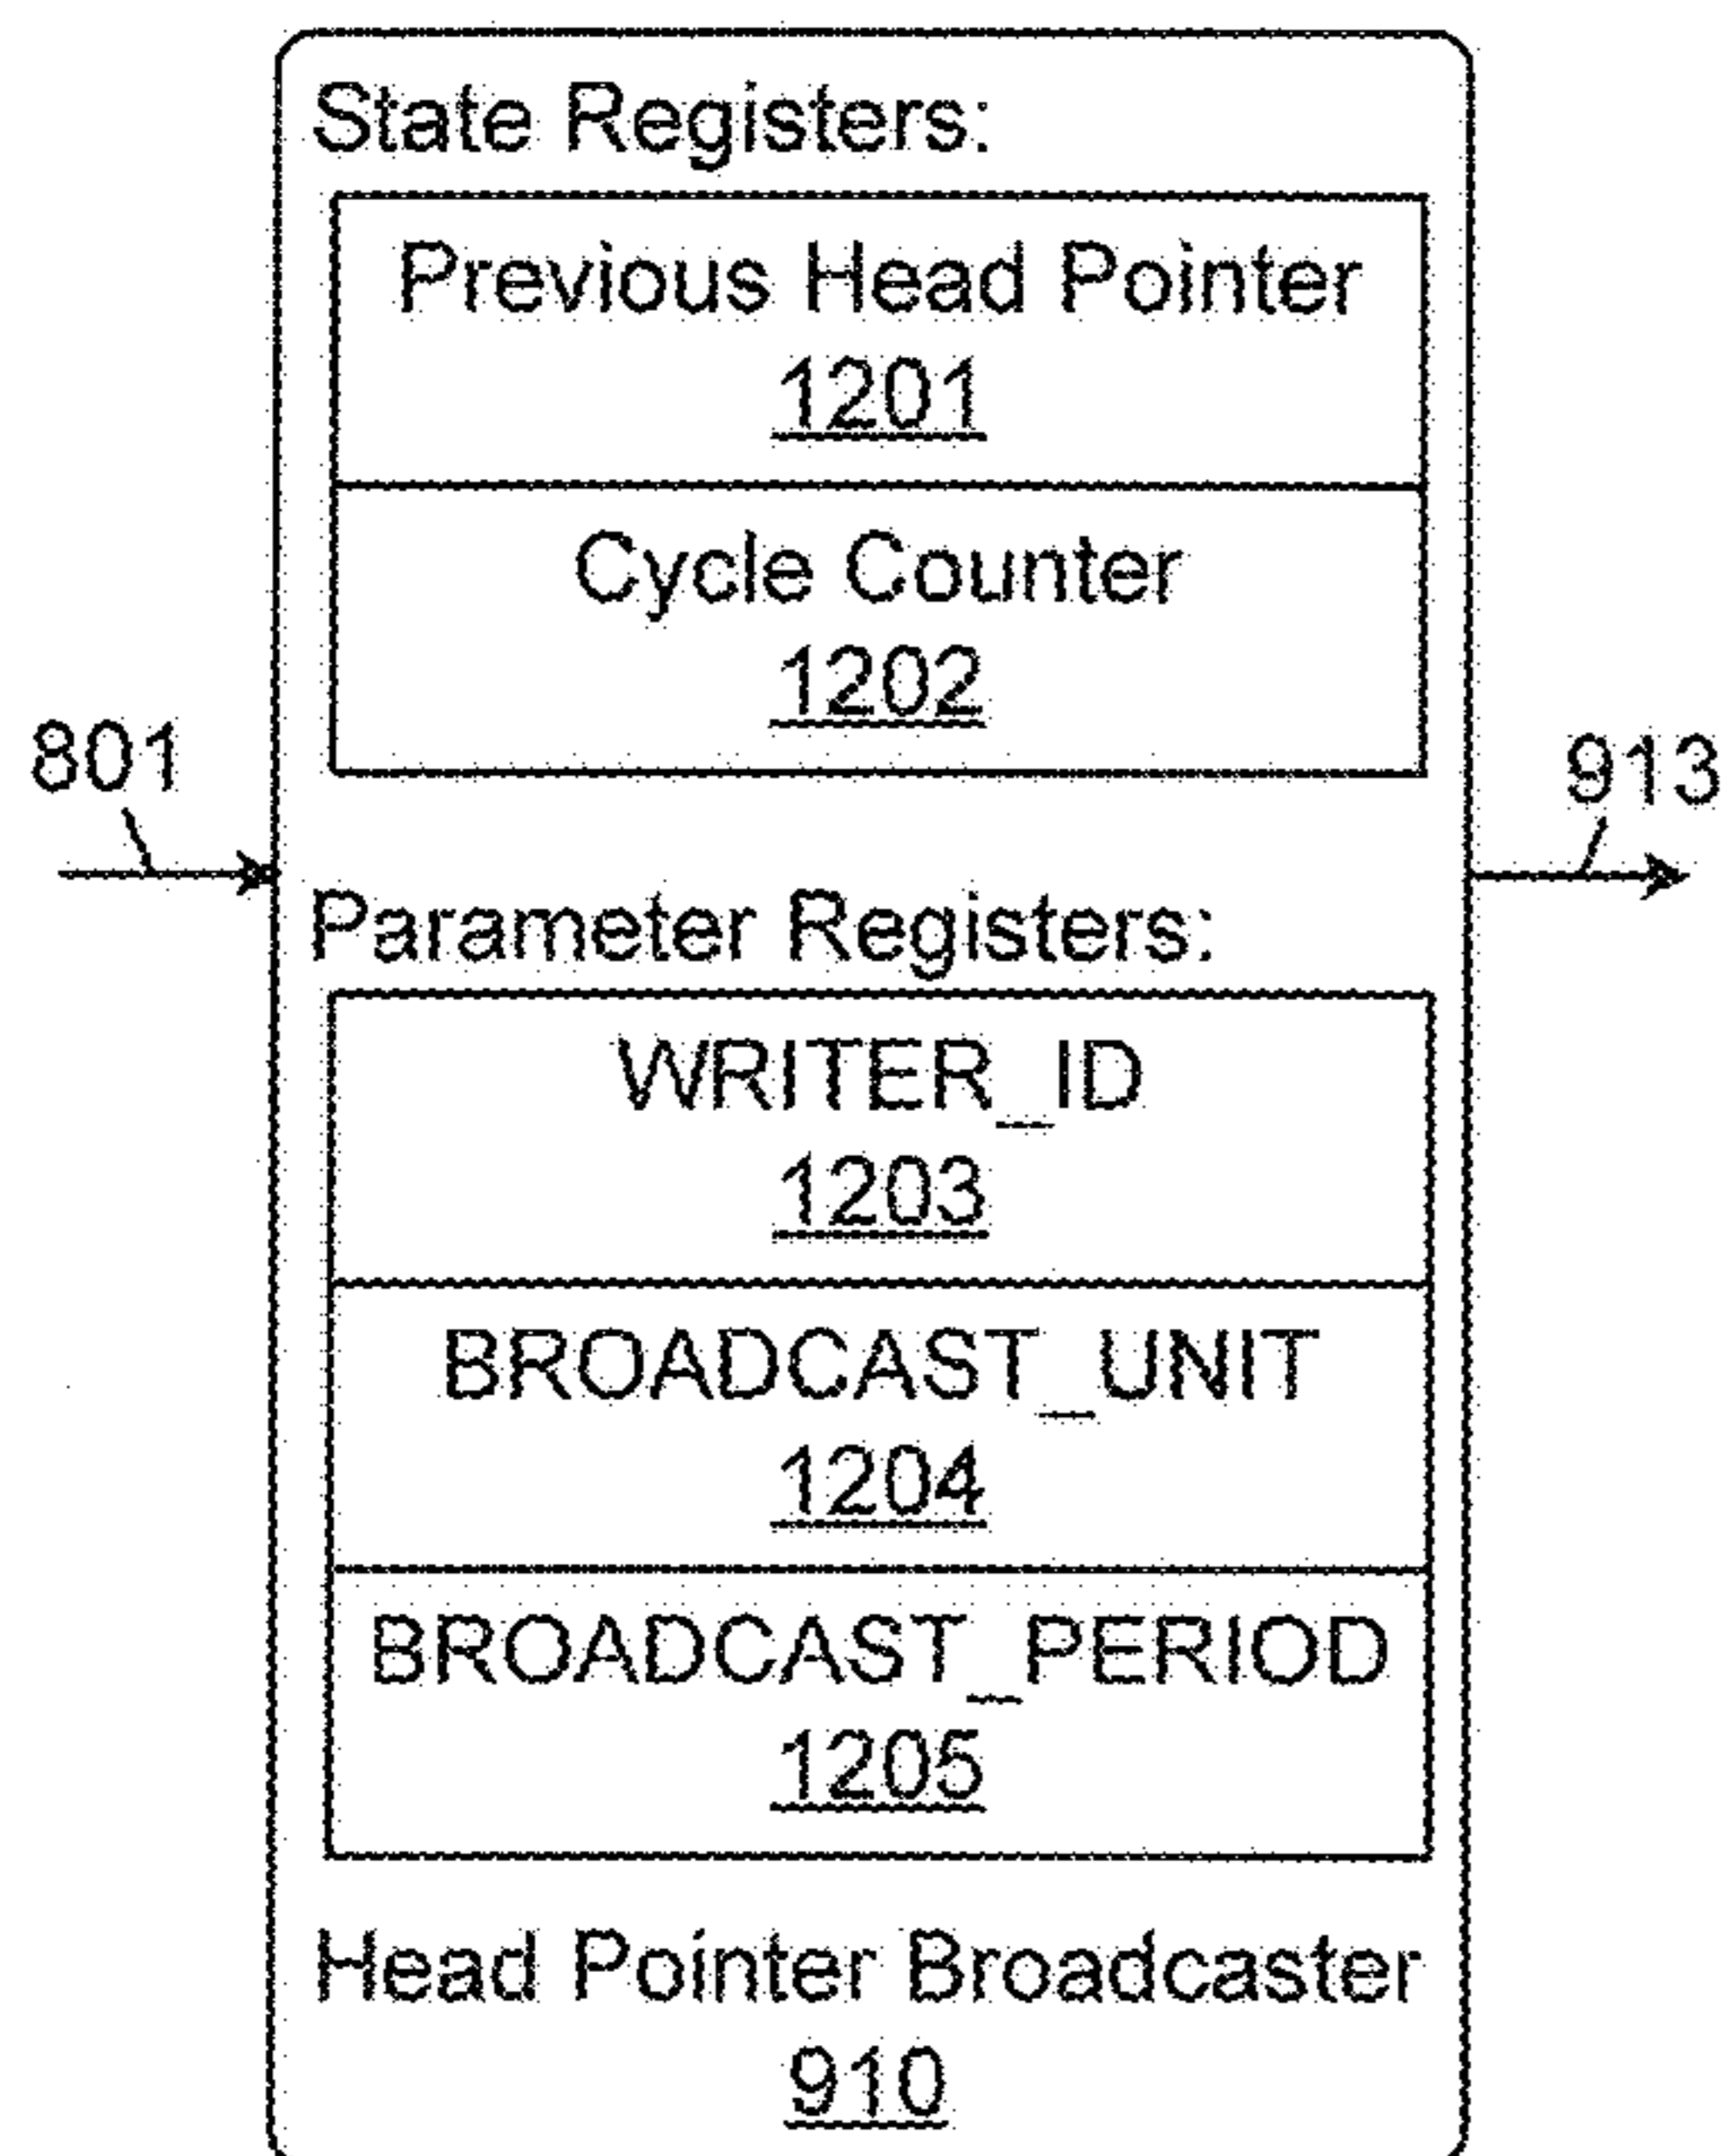 State Registers:
Previous Head Pointer
1201
Cycle Counter
1202
801
913
Parameter Registers:
WRITER_ID
1203
BROADCAST_UNIT
1204
BROADCAST_PERIOD
1205
Head Pointer Broadcaster
910